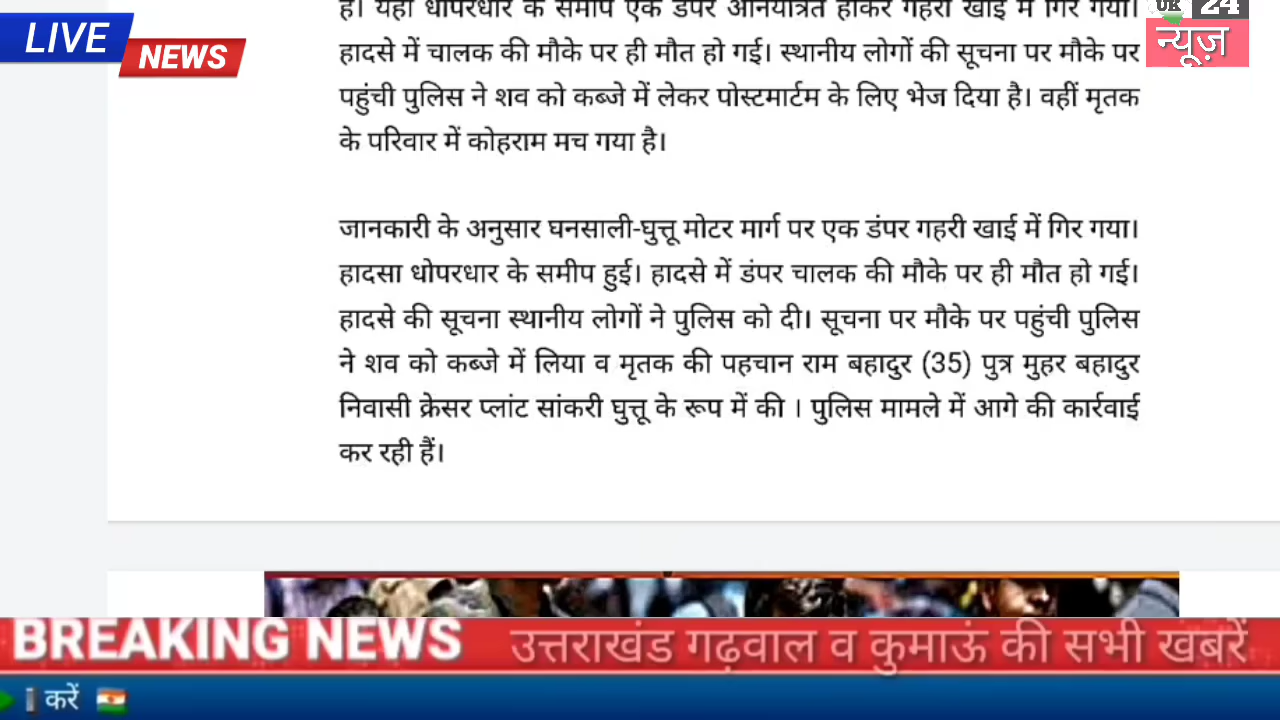 LIVE
NEWS
UK 24
न्यूज़
है। यहां धोपरधार के समीप एक डंपर अनियंत्रित होकर गहरी खाई में गिर गया।
हादसे में चालक की मौके पर ही मौत हो गई। स्थानीय लोगों की सूचना पर मौके पर
पहुंची पुलिस ने शव को कब्जे में लेकर पोस्टमार्टम के लिए भेज दिया है। वहीं मृतक
के परिवार में कोहराम मच गया है।
जानकारी के अनुसार घनसाली-घुत्तू मोटर मार्ग पर एक डंपर गहरी खाई में गिर गया।
हादसा धोपरधार के समीप हुई। हादसे में डंपर चालक की मौके पर ही मौत हो गई।
हादसे की सूचना स्थानीय लोगों ने पुलिस को दी। सूचना पर मौके पर पहुंची पुलिस
ने शव को कब्जे में लिया व मृतक की पहचान राम बहादुर (35) पुत्र मुहर बहादुर
निवासी क्रेसर प्लांट सांकरी घुत्तू के रूप में की । पुलिस मामले में आगे की कार्रवाई
कर रही हैं।
BREAKING NEWS
उत्तराखंड गढ़वाल व कुमाऊं की सभी खबरें
करें